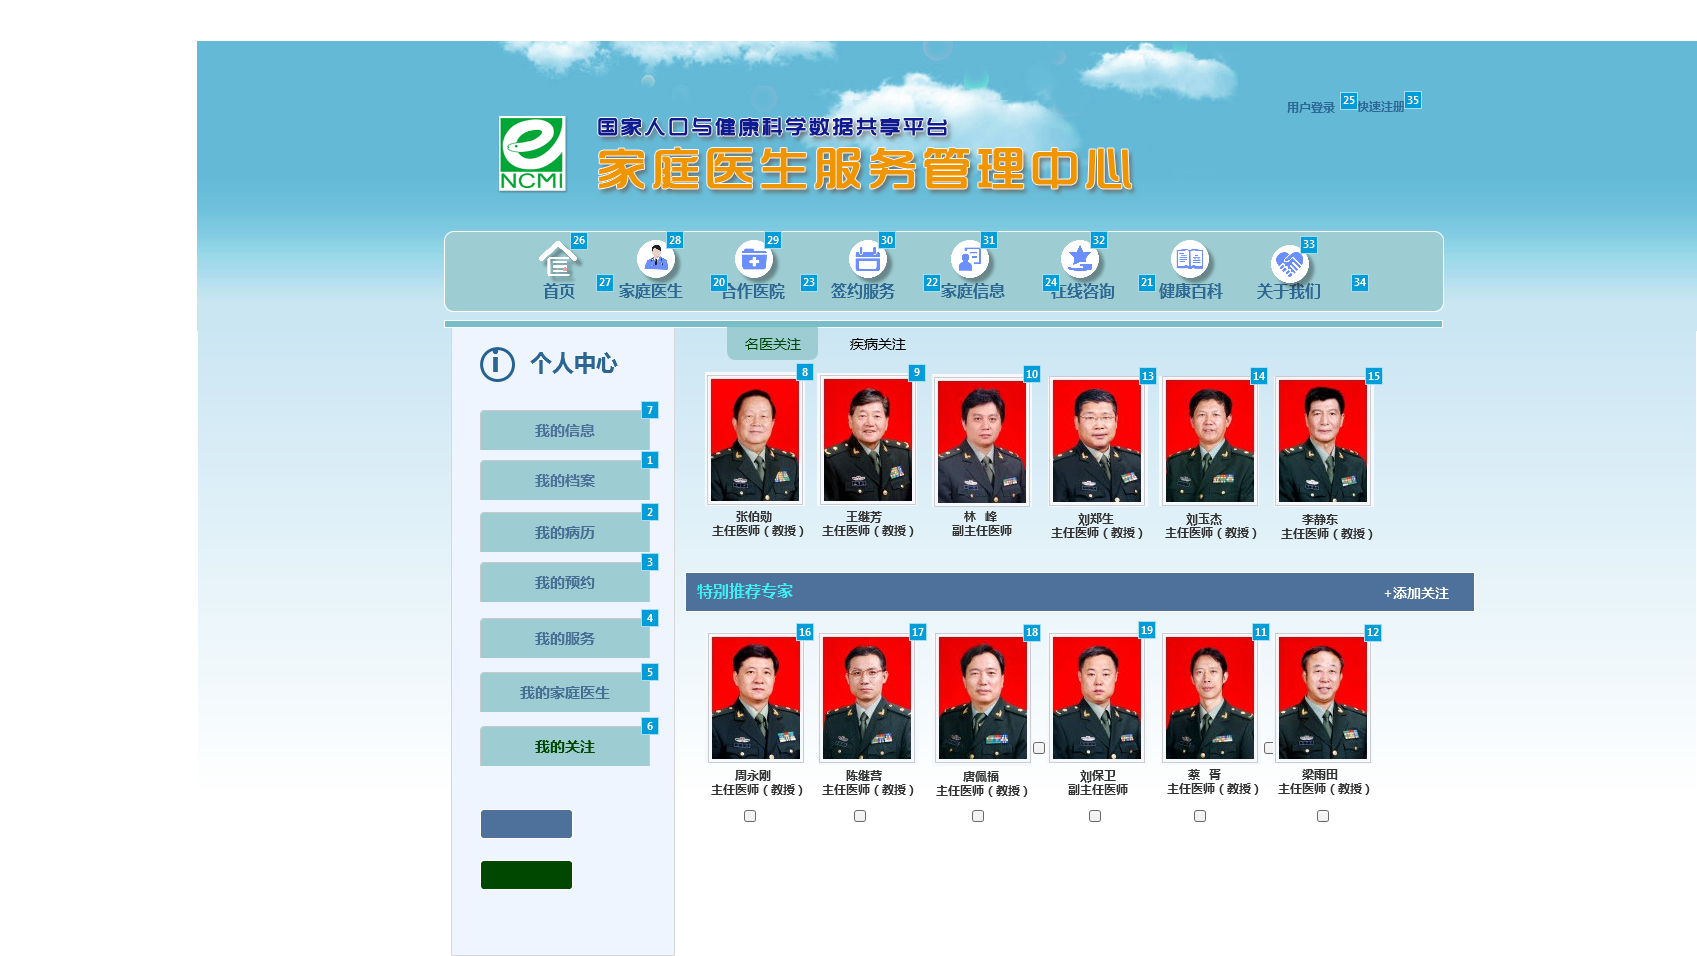 用户登录 25 快速注册 35
国家人口与健康科学数据共享平台
家庭医生服务管理中心
NCMI
26 28 29 30 31 32 33
27 20 23 22 24 21 34
首页 家庭医生 合作医院 签约服务 家庭信息 在线咨询 健康百科 关于我们
名医关注 疾病关注
i 个人中心
7
我的信息
1
我的档案
2
我的病历
3
我的预约
4
我的服务
5
我的家庭医生
6
我的关注
8 9 10 13 14 15
张伯勋 王继芳 林 峰 刘郑生 刘玉杰 李静东
主任医师（教授） 主任医师（教授） 副主任医师 主任医师（教授） 主任医师（教授） 主任医师（教授）
特别推荐专家 +添加关注
16 17 18 19 11 12
周永刚 陈继营 唐佩福 刘保卫 蔡 胥 梁雨田
主任医师（教授） 主任医师（教授） 主任医师（教授） 副主任医师 主任医师（教授） 主任医师（教授）